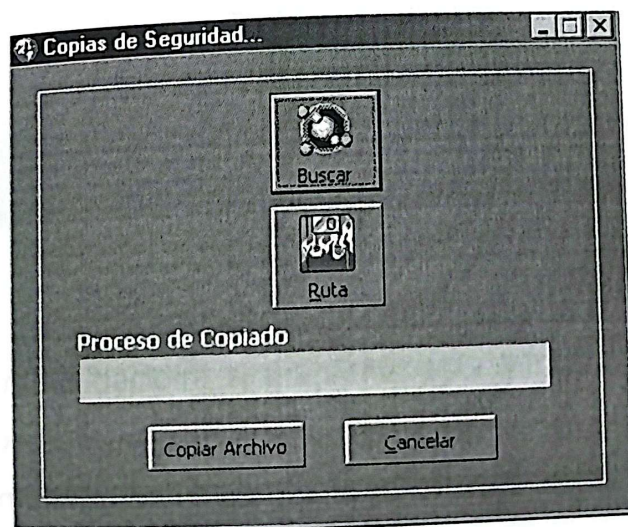 Copias de Seguridad...
Buscar
Ruta
Proceso de Copiado
Copiar Archivo
Cancelar